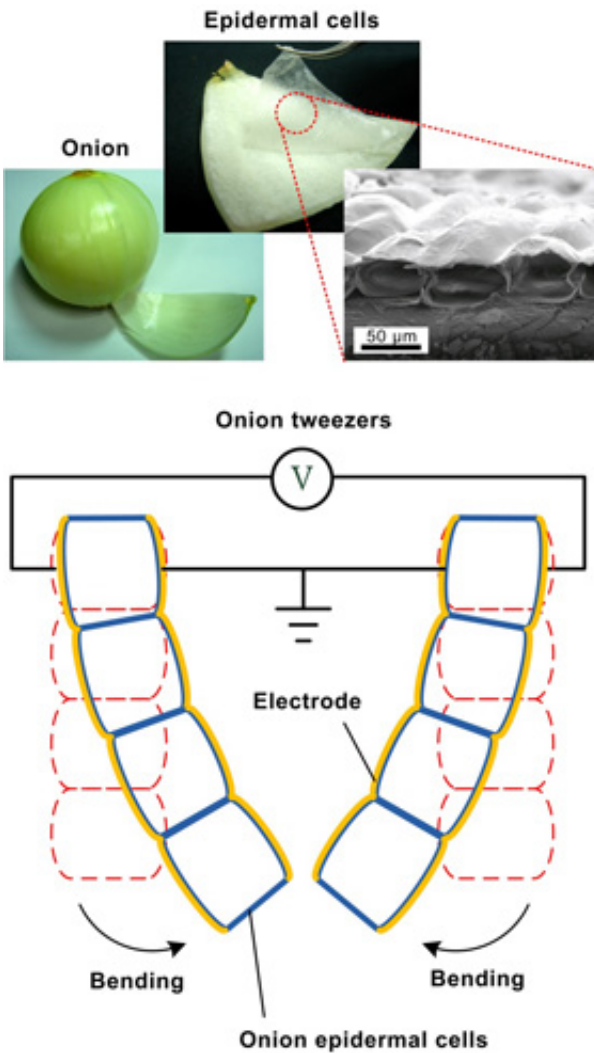 Epidermal cells
Onion
50 µm
Onion tweezers
V
Electrode
Bending
Bending
Onion epidermal cells